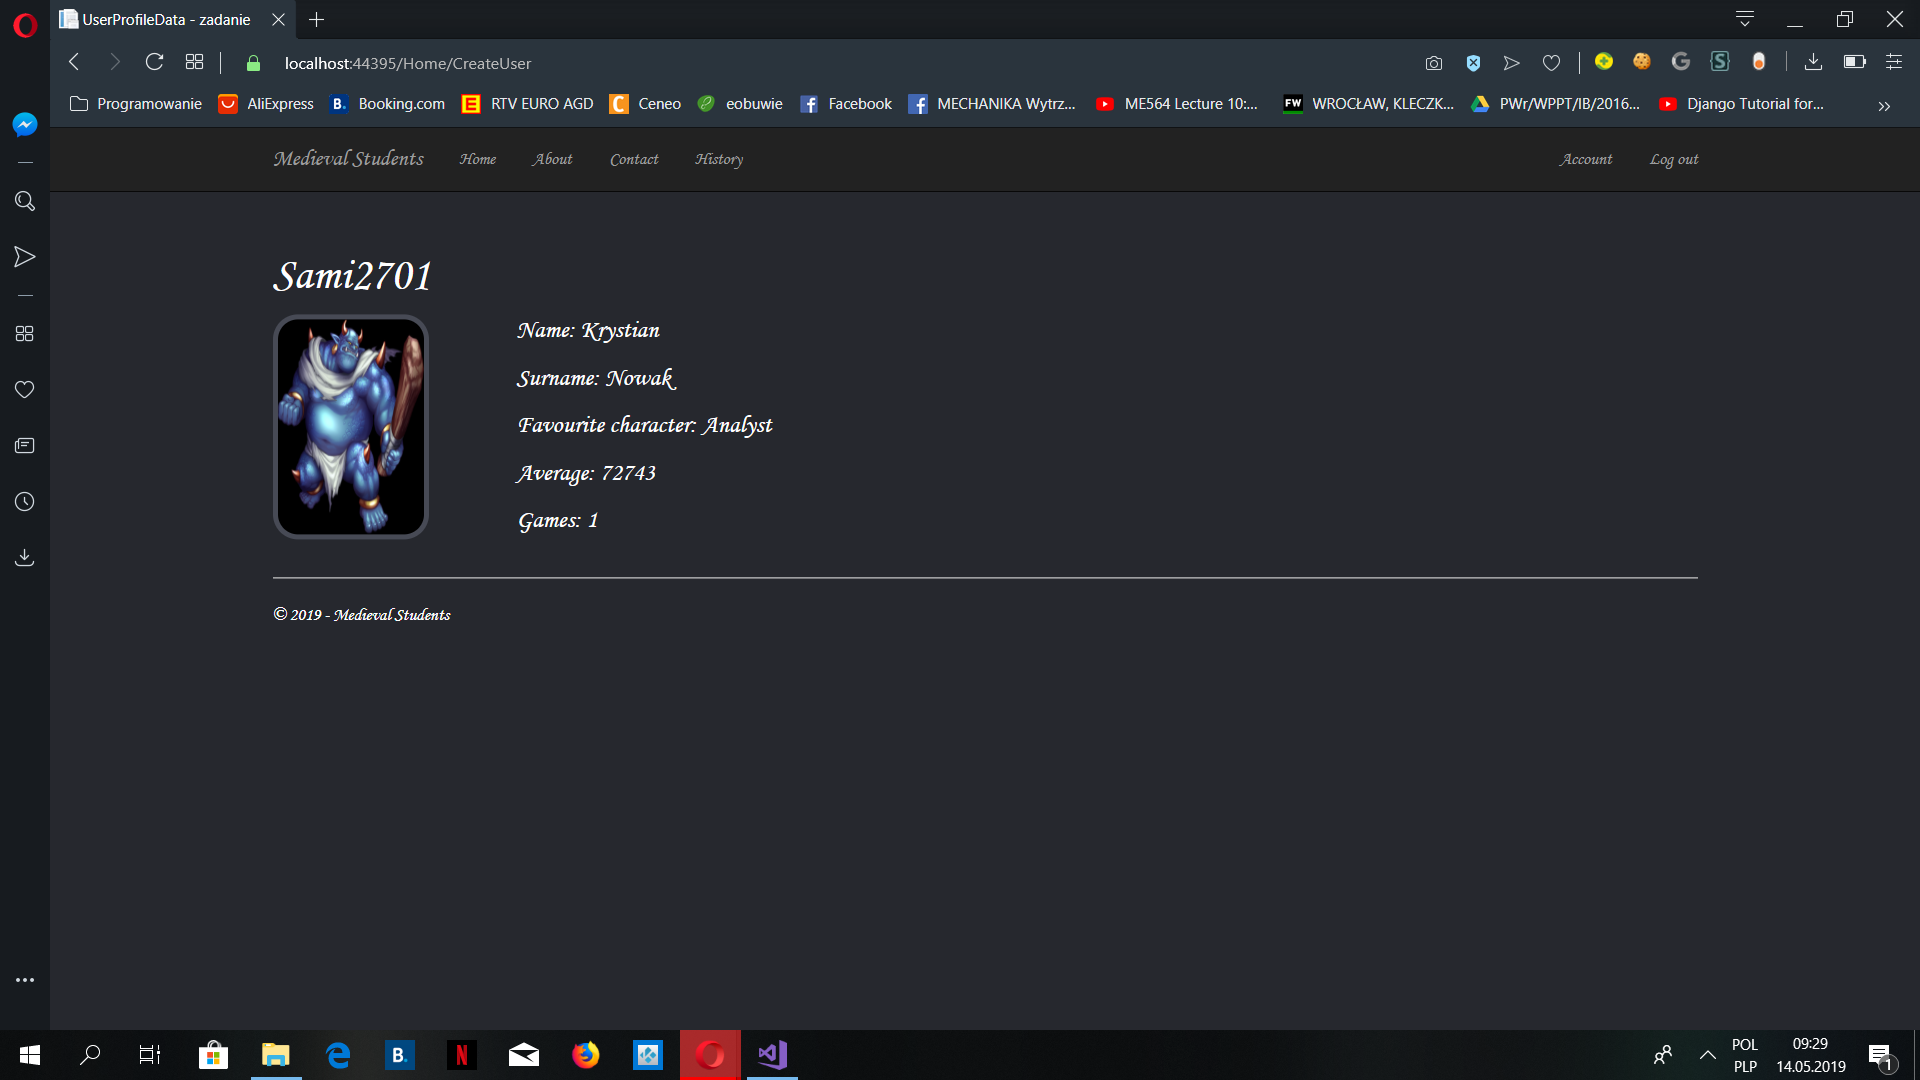 UserProfileData - zadanie
localhost:44395/Home/CreateUser
Programowanie AliExpress Booking.com RTV EURO AGD Ceneo eobuwie Facebook MECHANIKA Wytrz... ME564 Lecture 10:... WROCŁAW, KLECZK... PWr/WPPT/IB/2016... Django Tutorial for...
Medieval Students Home About Contact History Account Log out
Sami2701
Name: Krystian
Surname: Nowak
Favourite character: Analyst
Average: 72743
Games: 1
© 2019 - Medieval Students
POL 09:29
PLP 14.05.2019 1